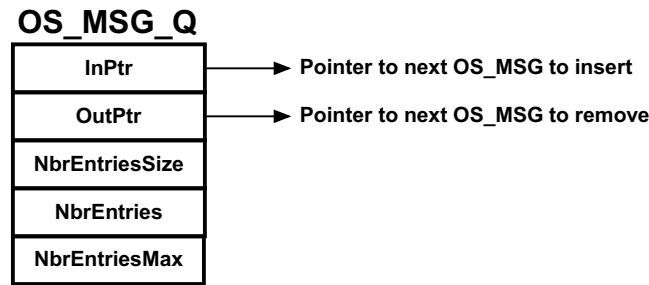 OS_MSG_Q
InPtr
Pointer to next OS_MSG to insert
OutPtr
Pointer to next OS_MSG to remove
NbrEntriesSize
NbrEntries
NbrEntriesMax